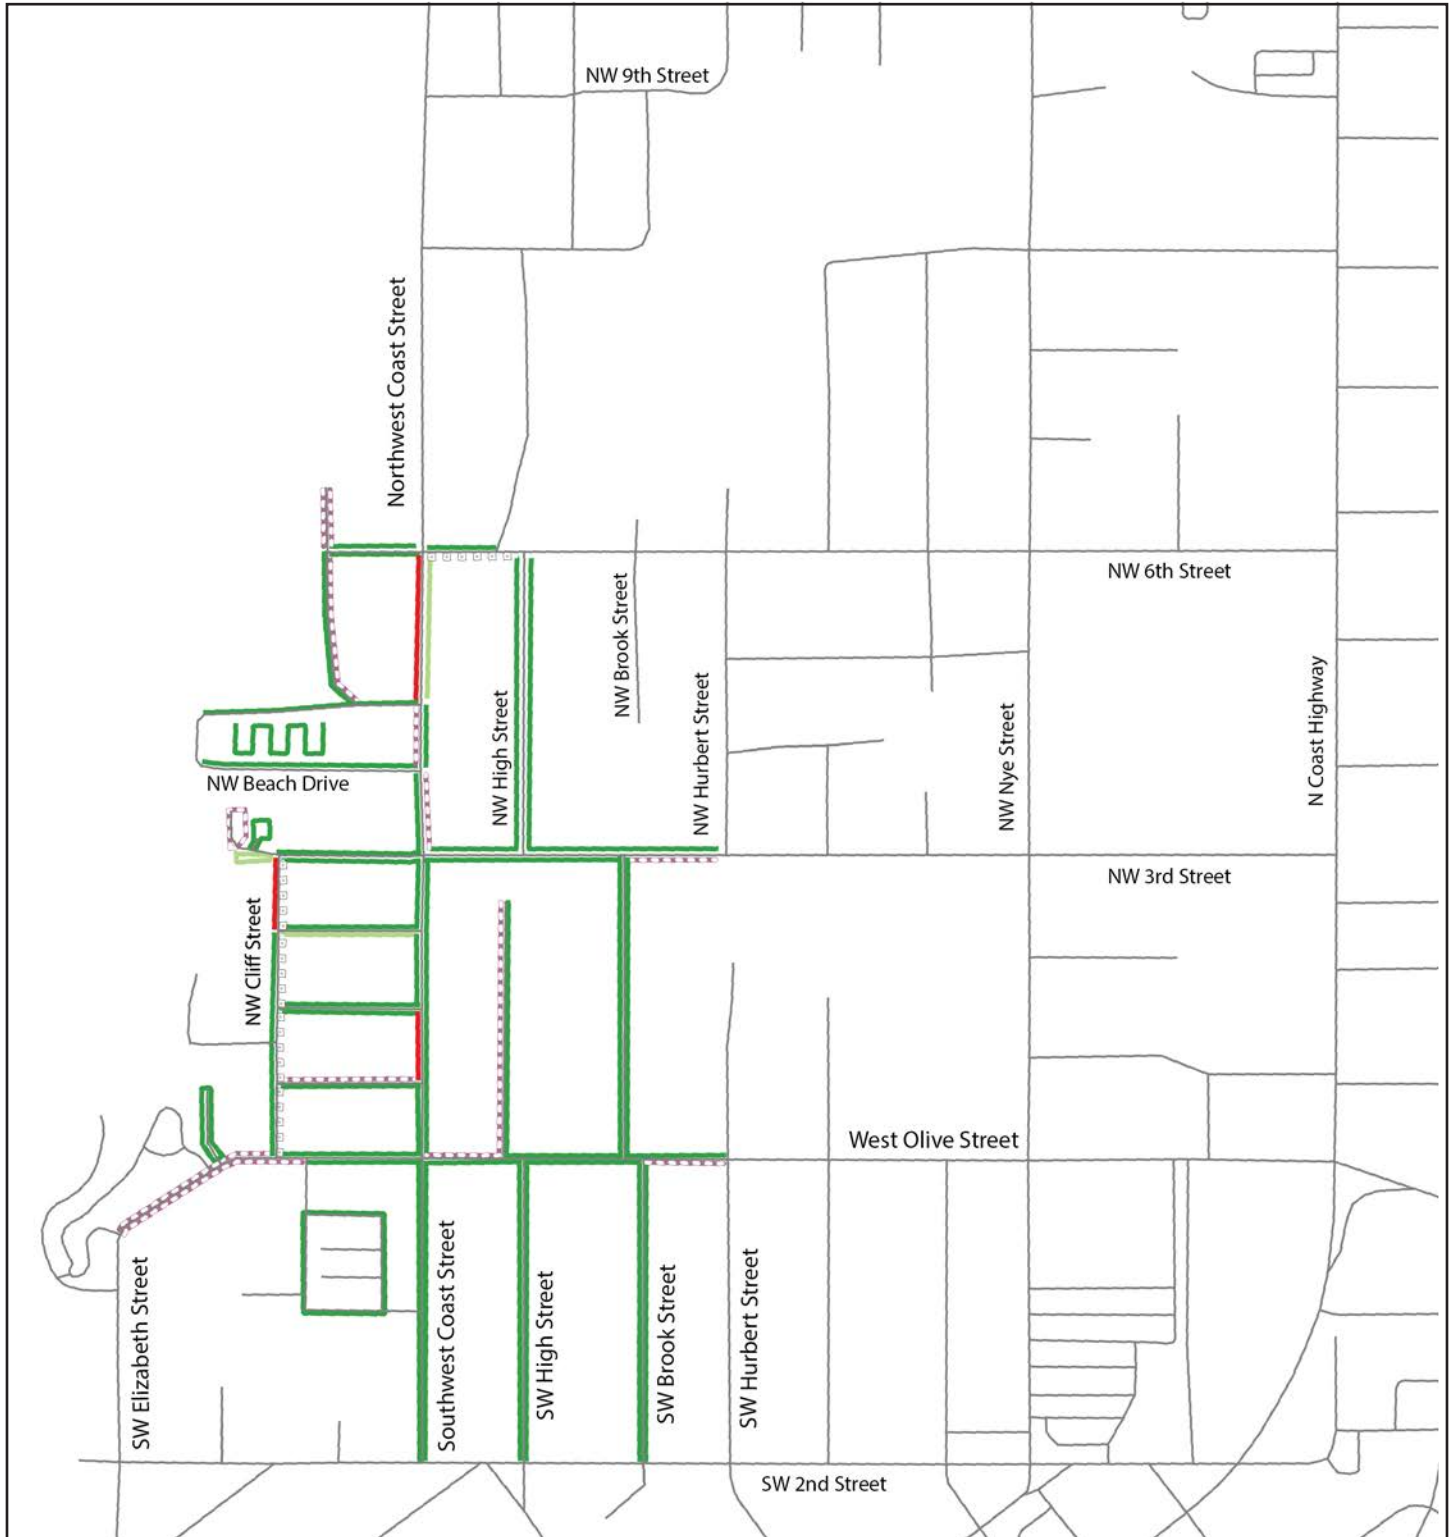 NW 9th Street
Northwest Coast Street
NW 6th Street
NW Brook Street
NW High Street
NW Hurbert Street
NW Nye Street
N Coast Highway
NW Beach Drive
NW 3rd Street
NW Cliff Street
West Olive Street
SW Elizabeth Street
Southwest Coast Street
SW High Street
SW Brook Street
SW Hurbert Street
SW 2nd Street